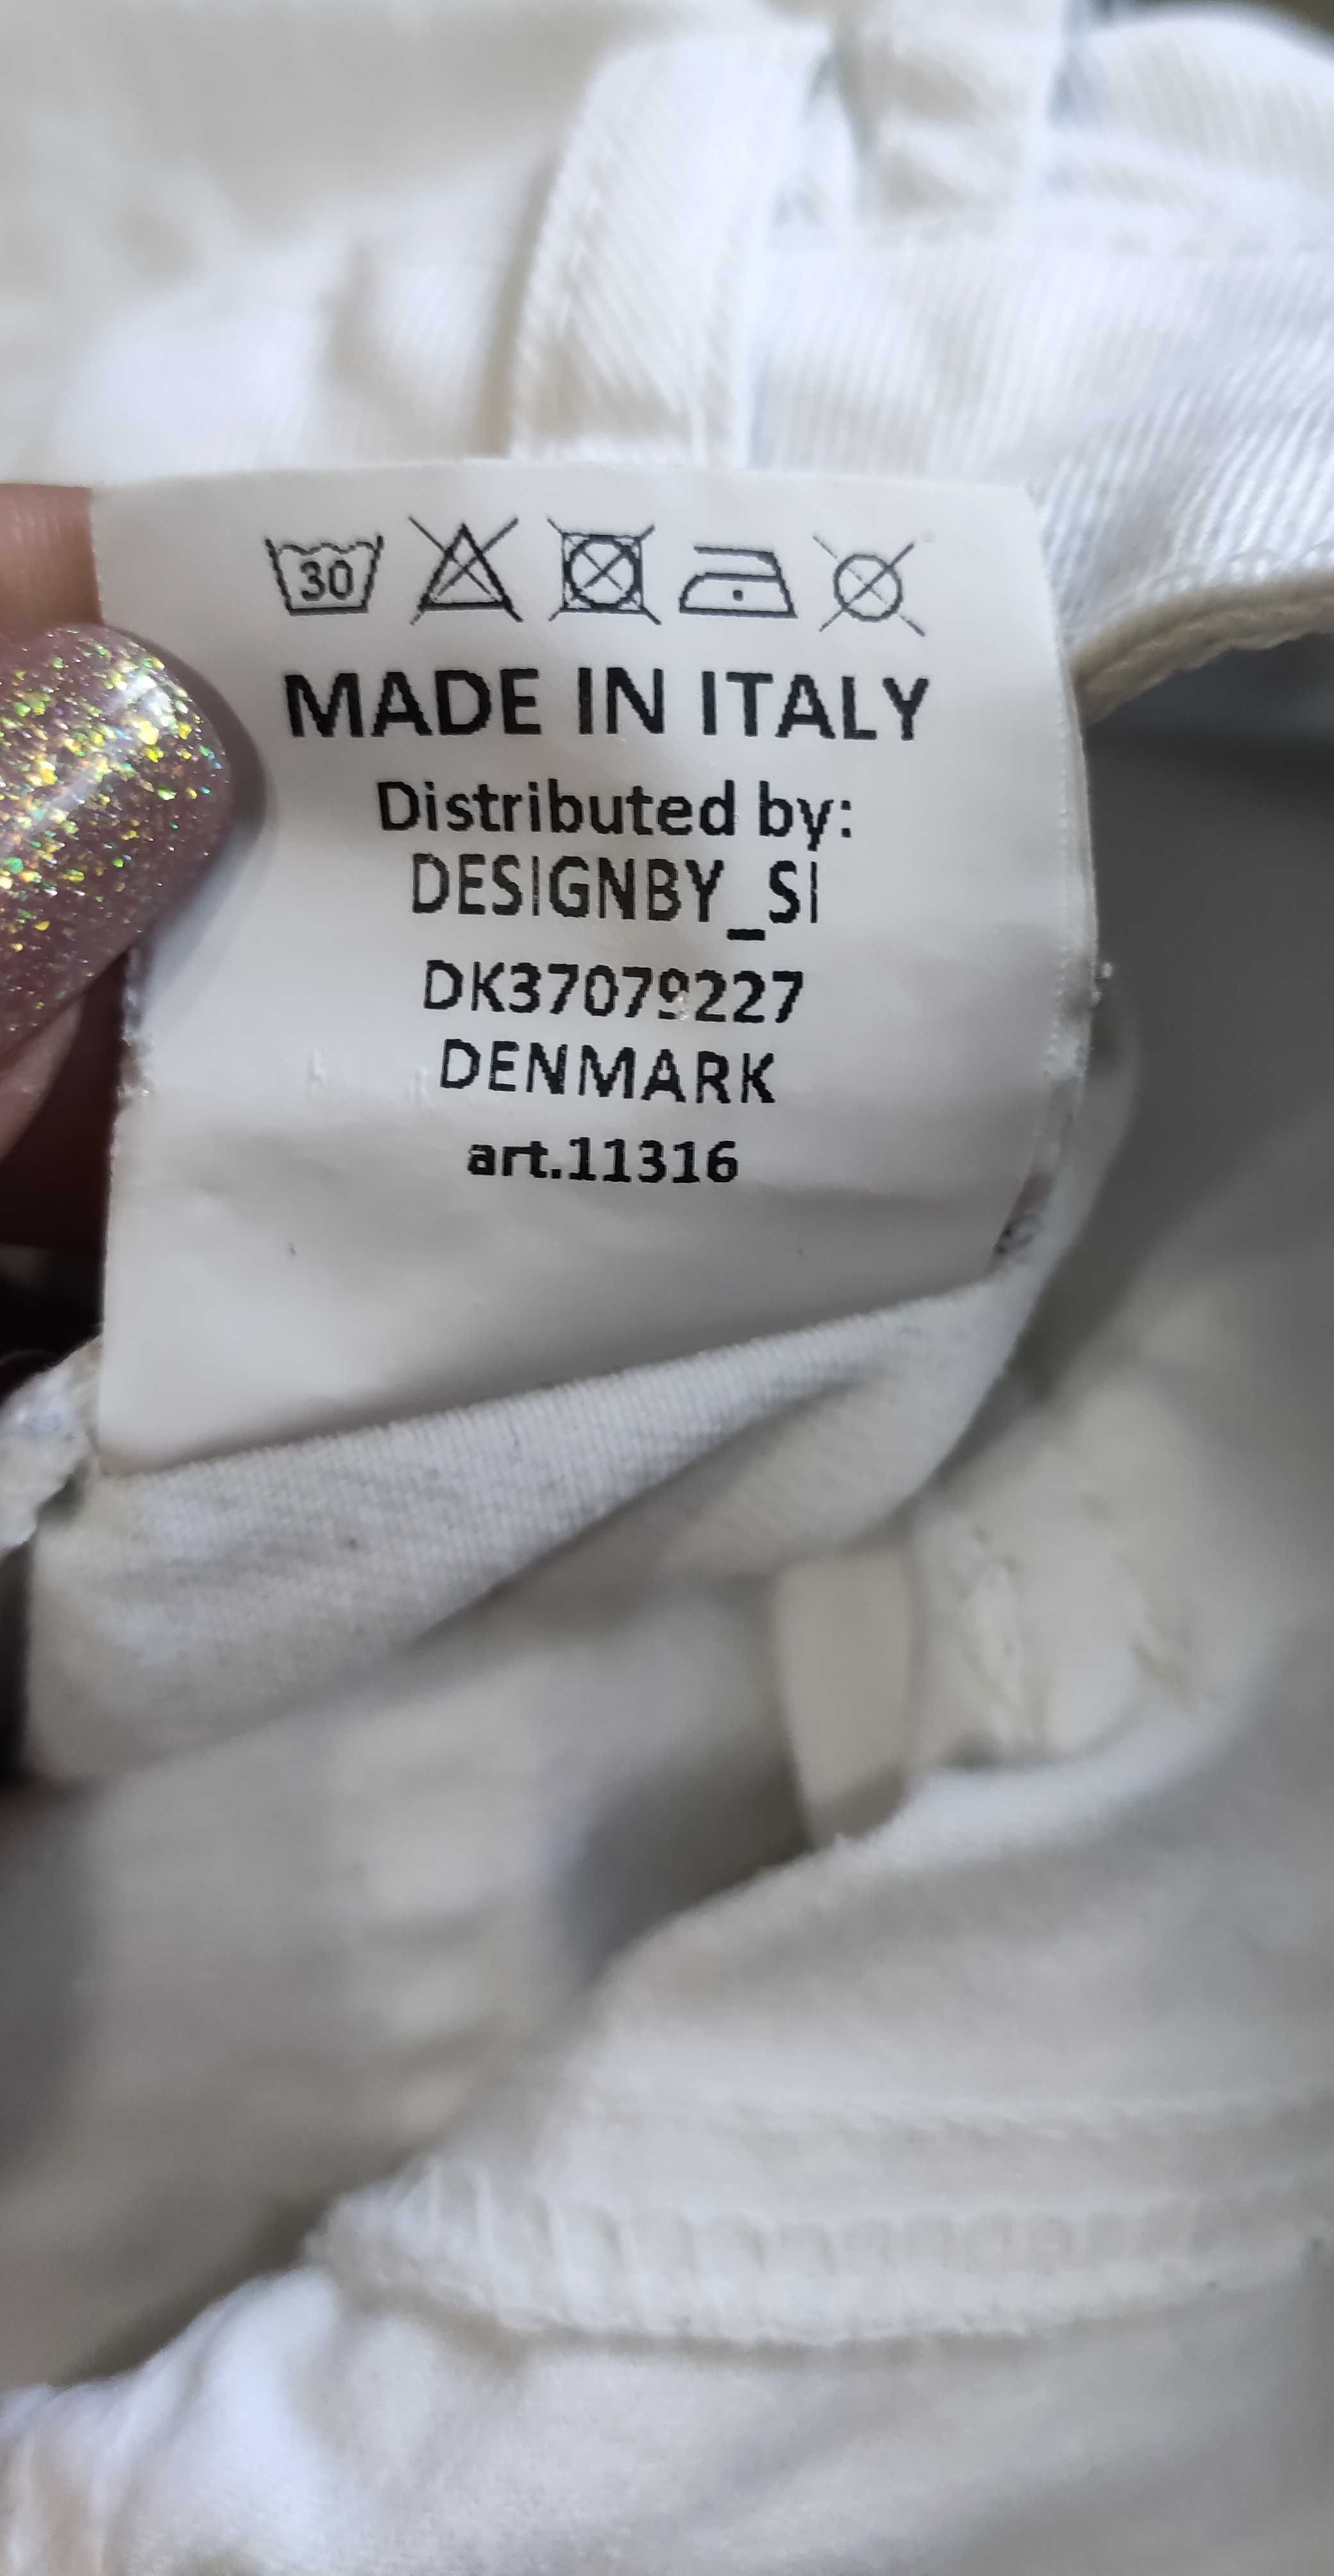 30
MADE IN ITALY
Distributed by:
DESIGNBY_SI
DK37079227
DENMARK
art.11316